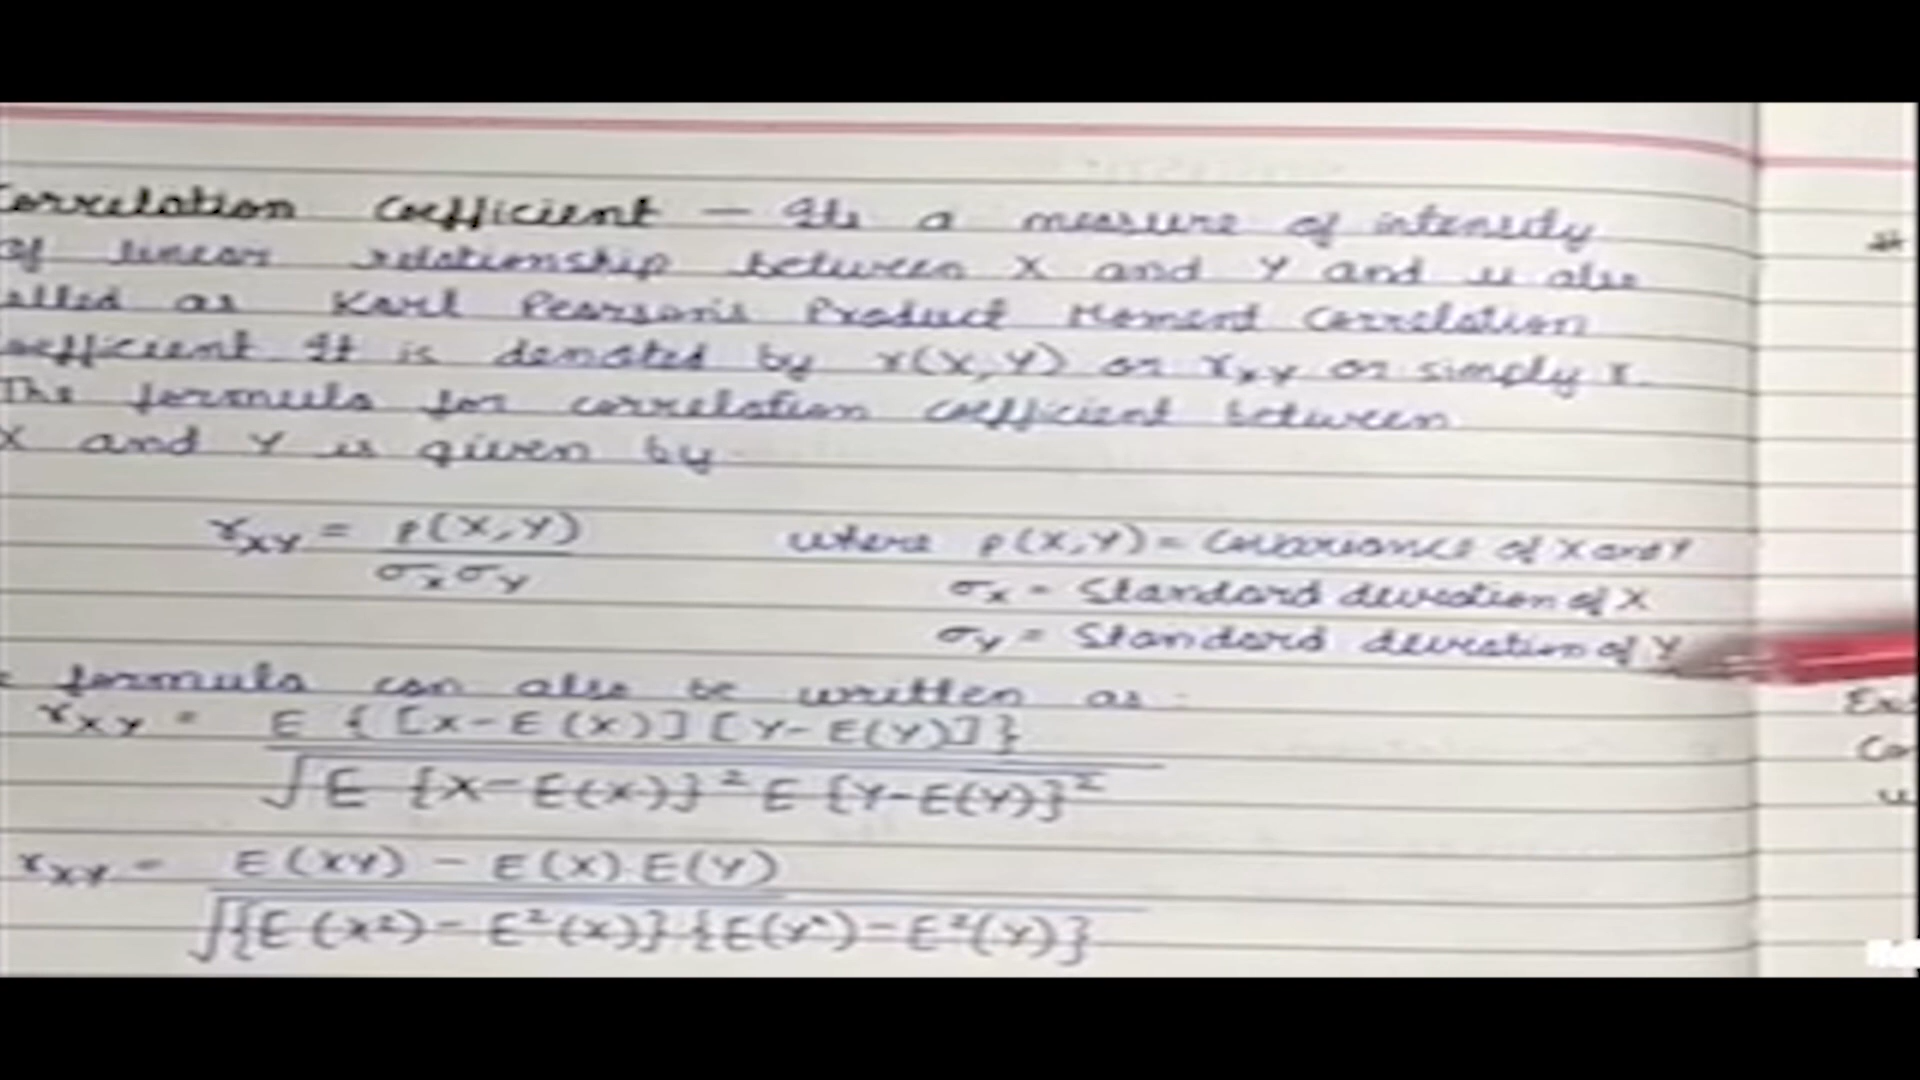 Correlation Coefficient – Its a measure of intensity
of linear relationship between X and Y and is also
called as Karl Pearson's Product Moment Correlation
coefficient It is denoted by r(X,Y) or rXY or simply r.
The formula for correlation coefficient between
X and Y is given by
rXY = p(X,Y) / σxσY where p(X,Y) = Covariance of X and Y
σx = Standard deviation of X
σY = Standard deviation of Y
formula can also be written as :
rXY = E {[X-E(X)][Y-E(Y)]} / √E {X-E(X)}² E {Y-E(Y)}²
rXY = E(XY) - E(X).E(Y) / √{E(X²)-E²(X)}{E(Y²)-E²(Y)}